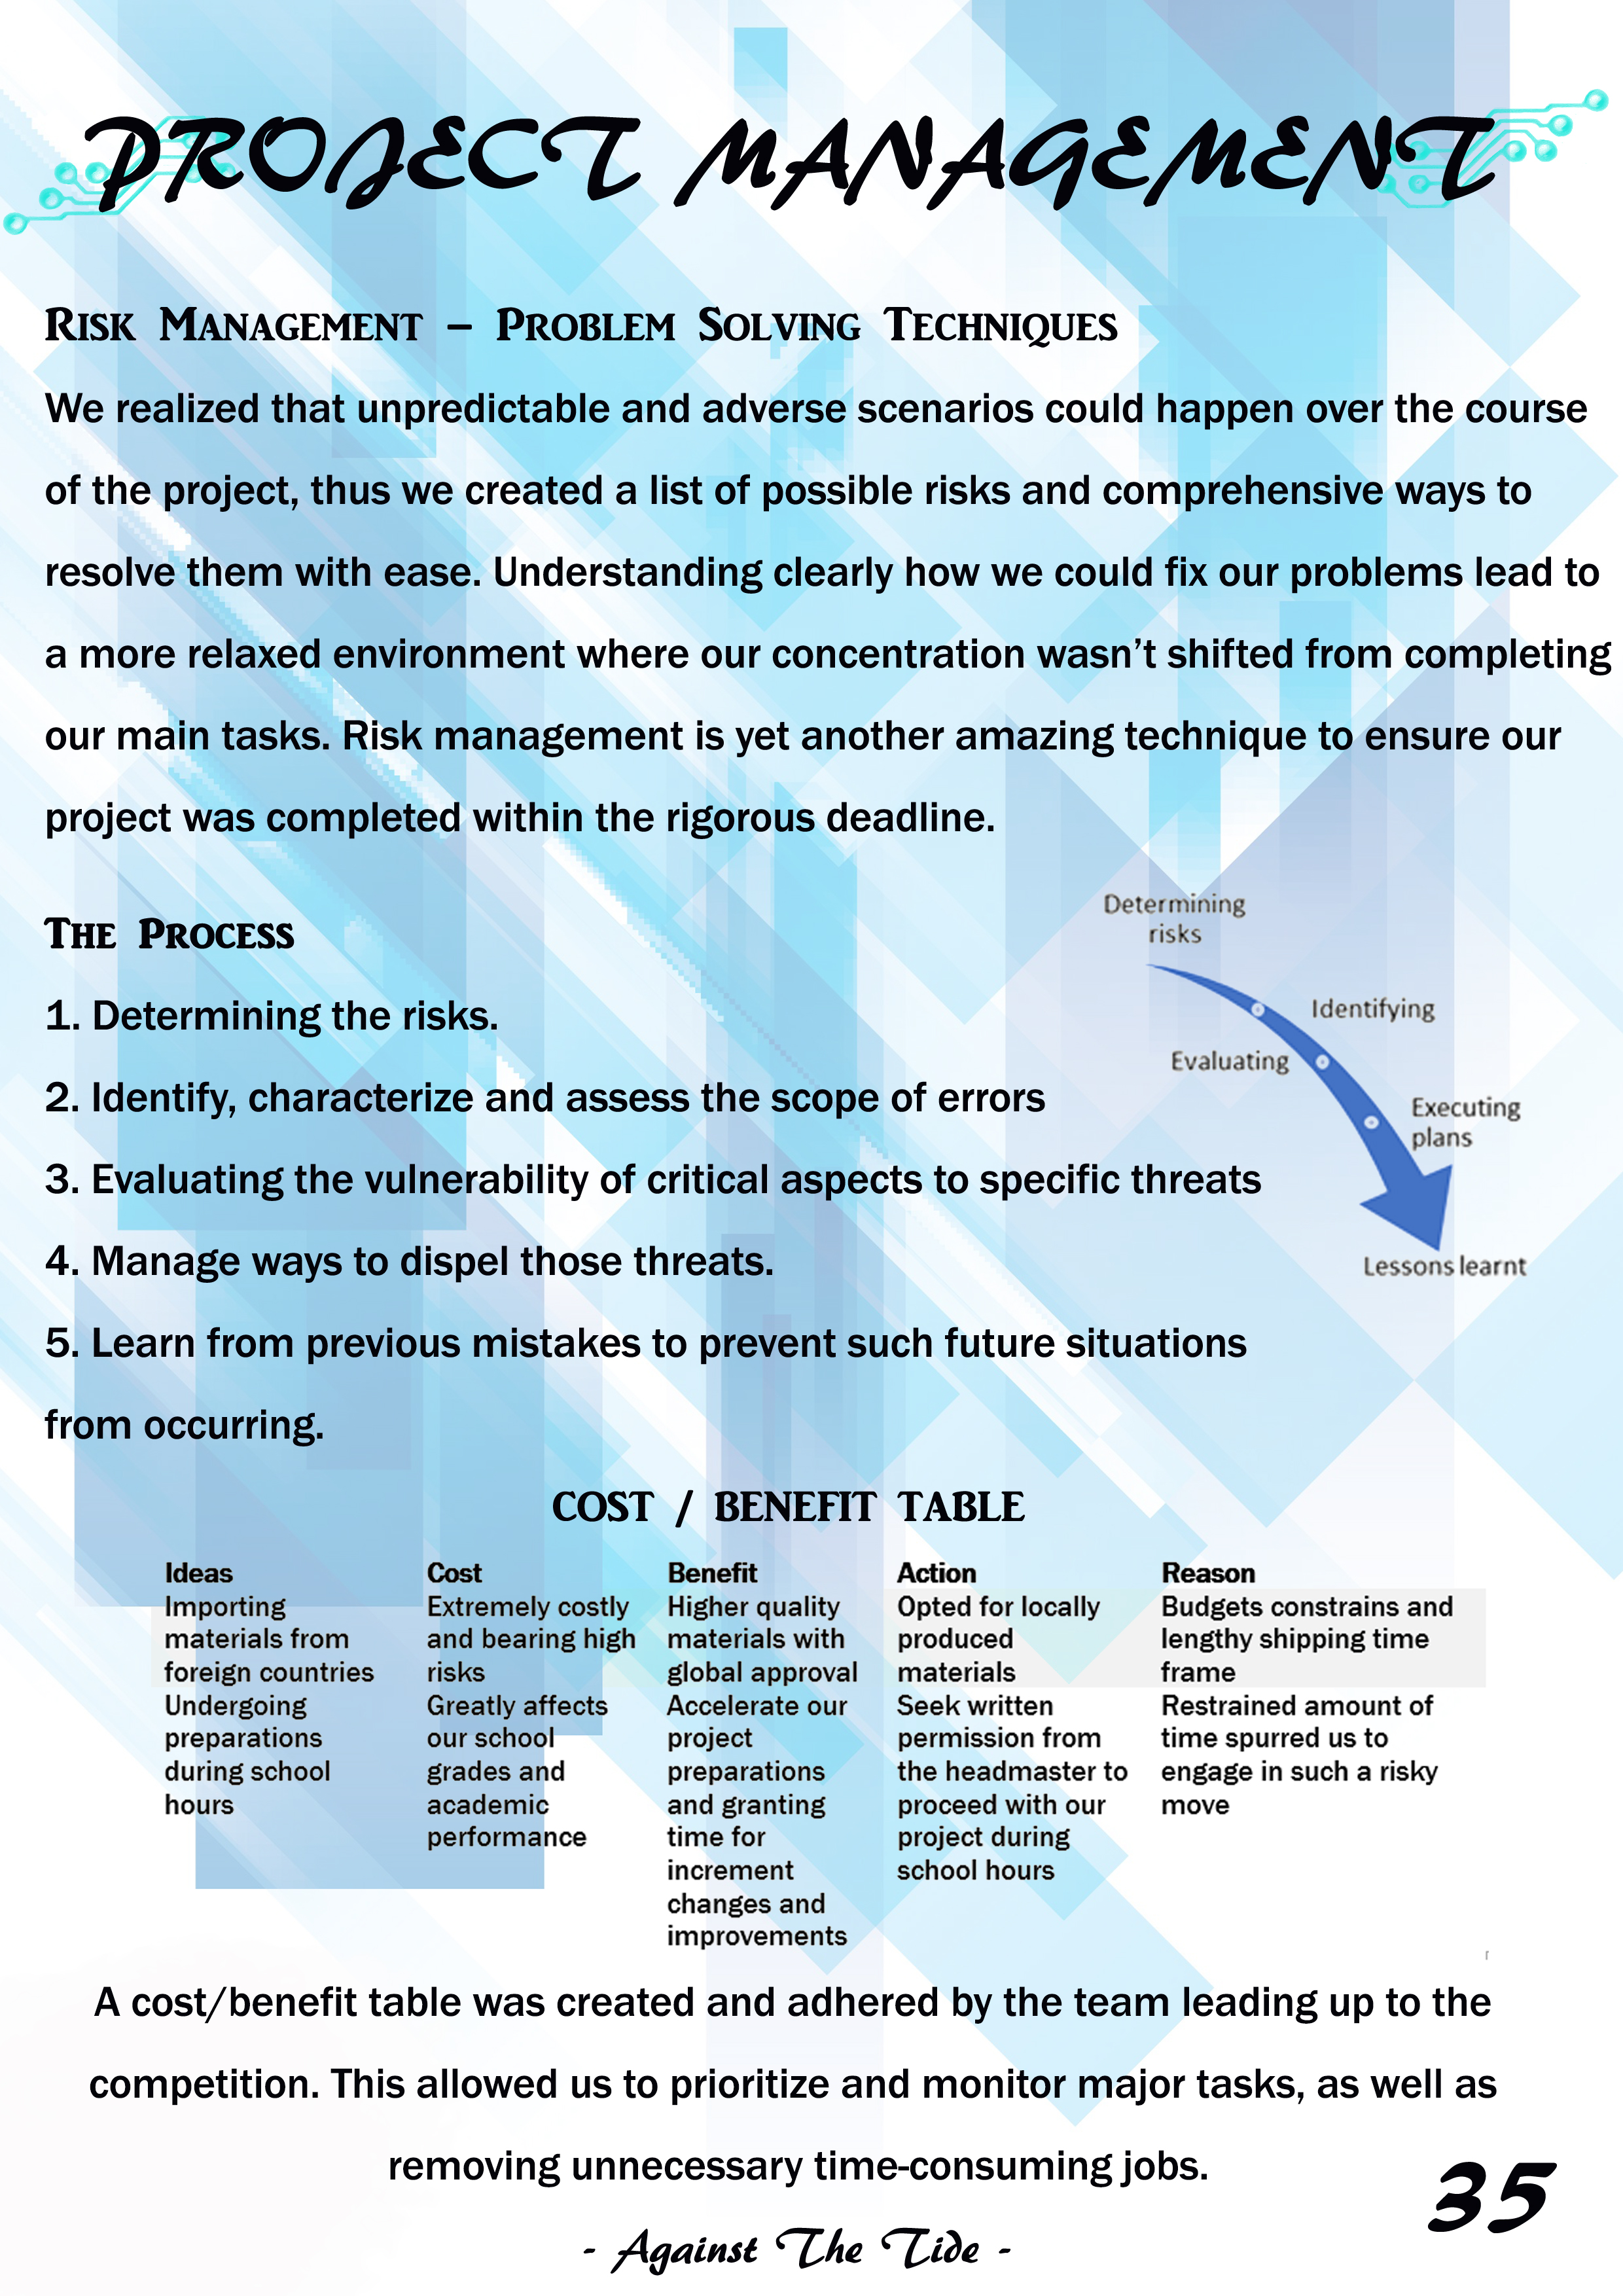 PROJECT MANAGEMENT
RISK MANAGEMENT – PROBLEM SOLVING TECHNIQUES
We realized that unpredictable and adverse scenarios could happen over the course
of the project, thus we created a list of possible risks and comprehensive ways to
resolve them with ease. Understanding clearly how we could fix our problems lead to
a more relaxed environment where our concentration wasn’t shifted from completing
our main tasks. Risk management is yet another amazing technique to ensure our
project was completed within the rigorous deadline.
THE PROCESS
1. Determining the risks.
2. Identify, characterize and assess the scope of errors
3. Evaluating the vulnerability of critical aspects to specific threats
4. Manage ways to dispel those threats.
5. Learn from previous mistakes to prevent such future situations
from occurring.
Determining
risks
Identifying
Evaluating
Executing
plans
Lessons learnt
COST / BENEFIT TABLE
Ideas
Cost
Benefit
Action
Reason
Importing
materials from
foreign countries
Extremely costly
and bearing high
risks
Higher quality
materials with
global approval
Opted for locally
produced
materials
Budgets constrains and
lengthy shipping time
frame
Undergoing
preparations
during school
hours
Greatly affects
our school
grades and
academic
performance
Accelerate our
project
preparations
and granting
time for
increment
changes and
improvements
Seek written
permission from
the headmaster to
proceed with our
project during
school hours
Restrained amount of
time spurred us to
engage in such a risky
move
A cost/benefit table was created and adhered by the team leading up to the
competition. This allowed us to prioritize and monitor major tasks, as well as
removing unnecessary time-consuming jobs.
35
- Against The Tide -